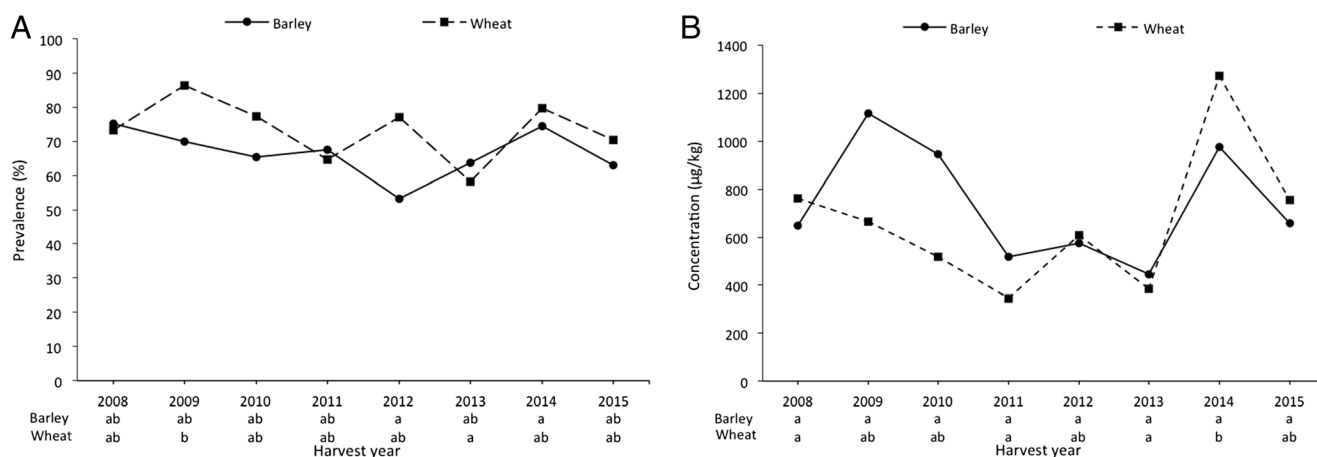 A
Barley
Wheat
100
90
80
70
60
50
40
30
20
10
0
Prevalence (%)
2008 2009 2010 2011 2012 2013 2014 2015
Barley ab ab ab ab a ab a ab
Wheat ab b ab ab ab a ab ab
Harvest year
B
Barley
Wheat
1400
1200
1000
800
600
400
200
0
Concentration (µg/kg)
2008 2009 2010 2011 2012 2013 2014 2015
Barley a a a a a a a a
Wheat a ab ab a ab a b ab
Harvest year